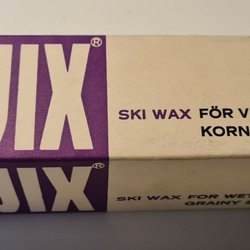 IX®
SKI WAX FÖR V
KORN
IX®
SKI WAX FOR WET
GRAINY